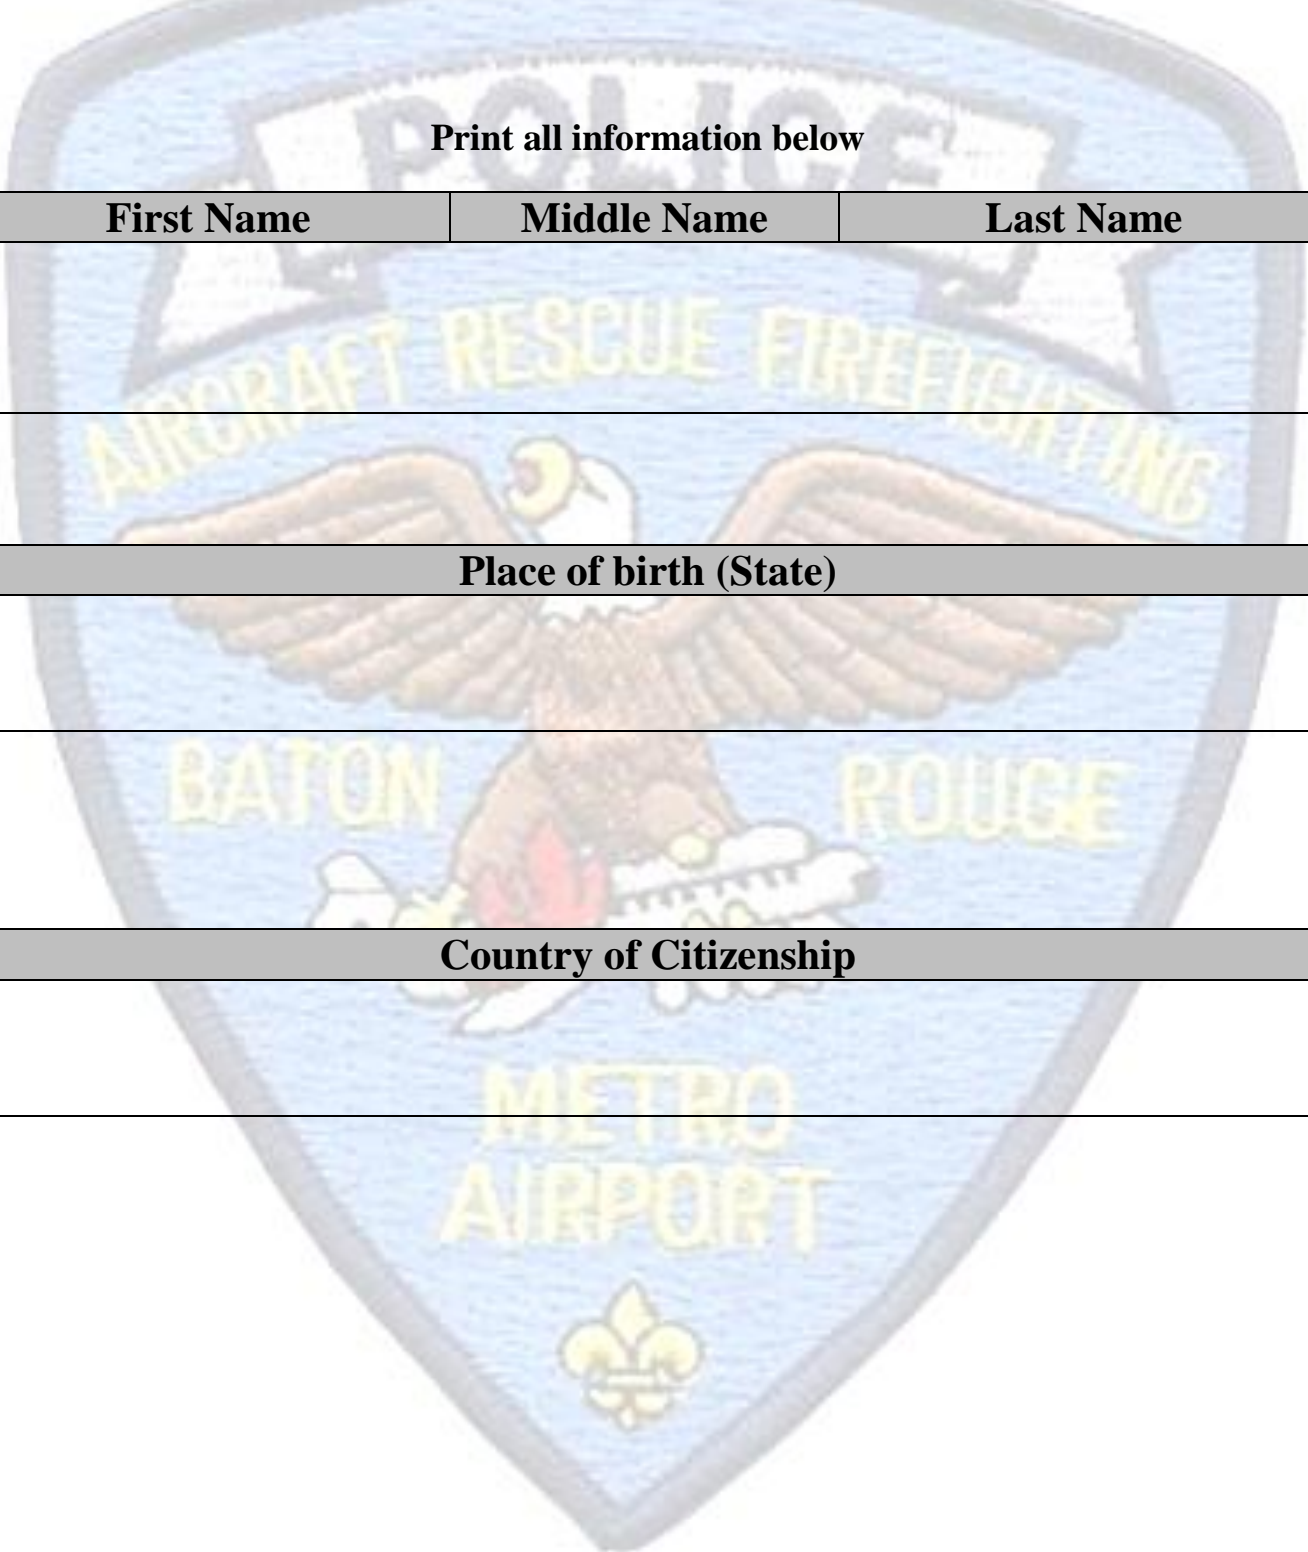 POLICE
Print all information below
First Name Middle Name Last Name
AIRCRAFT RESCUE FIREFIGHTING
Place of birth (State)
BATON ROUGE
Country of Citizenship
METRO
AIRPORT